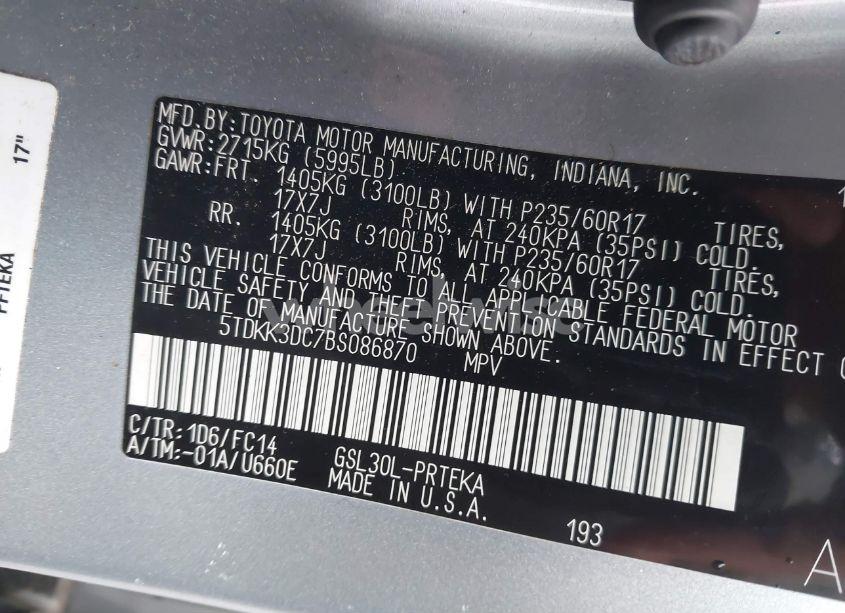 MFD.BY:TOYOTA MOTOR MANUFACTURING, INDIANA, INC.
GVWR:2715KG (5995LB)
GAWR:FRT. 1405KG (3100LB) WITH P235/60R17 TIRES,
17X7J RIMS, AT 240KPA (35PSI) COLD.
RR. 1405KG (3100LB) WITH P235/60R17 TIRES,
17X7J RIMS, AT 240KPA (35PSI) COLD.
THIS VEHICLE CONFORMS TO ALL APPLICABLE FEDERAL MOTOR
VEHICLE SAFETY AND THEFT PREVENTION STANDARDS IN EFFECT
THE DATE OF MANUFACTURE SHOWN ABOVE.
5TDKK3DC7BS086870 MPV
C/TR:1D6/FC14 GSL30L-PRTEKA
A/TM:-01A/U660E MADE IN U.S.A.
193
A
17"
wheelwise